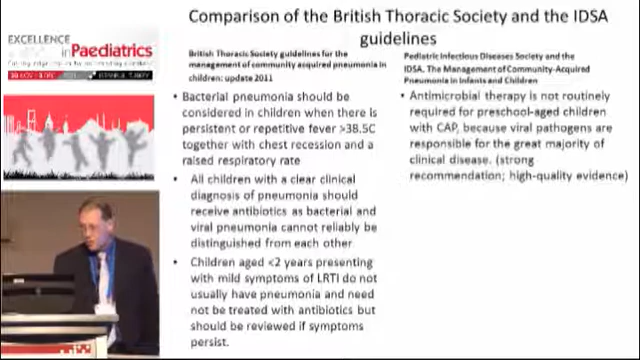 Comparison of the British Thoracic Society and the IDSA
guidelines
EXCELLENCE
in Paediatrics
British Thoracic Society guidelines for the
management of community acquired pneumonia in
children: update 2011
• Bacterial pneumonia should be
considered in children when there is
persistent or repetitive fever >38.5C
together with chest recession and a
raised respiratory rate
• All children with a clear clinical
diagnosis of pneumonia should
receive antibiotics as bacterial and
viral pneumonia cannot reliably be
distinguished from each other
• Children aged <2 years presenting
with mild symptoms of LRTI do not
usually have pneumonia and need
not be treated with antibiotics but
should be reviewed if symptoms
persist.
Pediatric Infectious Diseases Society and the
IDSA. The Management of Community-Acquired
Pneumonia in Infants and Children
• Antimicrobial therapy is not routinely
required for preschool-aged children
with CAP, because viral pathogens are
responsible for the great majority of
clinical disease. (strong
recommendation; high-quality evidence)